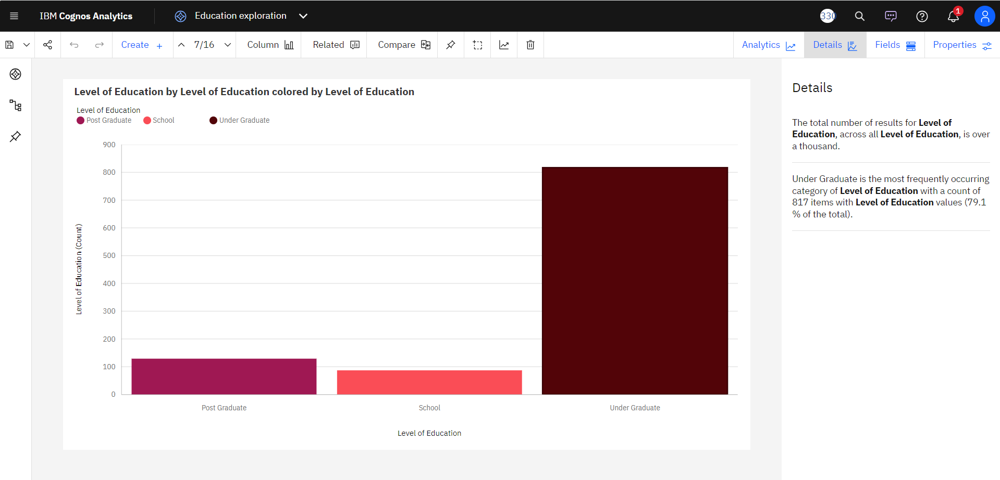 IBM Cognos Analytics
Education exploration
330
1
Create +
7/16
Column
Related
Compare
Analytics
Details
Fields
Properties
Level of Education by Level of Education colored by Level of Education
Level of Education
Post Graduate
School
Under Graduate
900
800
700
600
500
400
300
200
100
0
Level of Education (Count)
Post Graduate
School
Under Graduate
Level of Education
Details
The total number of results for Level of
Education, across all Level of Education, is over
a thousand.
Under Graduate is the most frequently occurring
category of Level of Education with a count of
817 items with Level of Education values (79.1
% of the total).